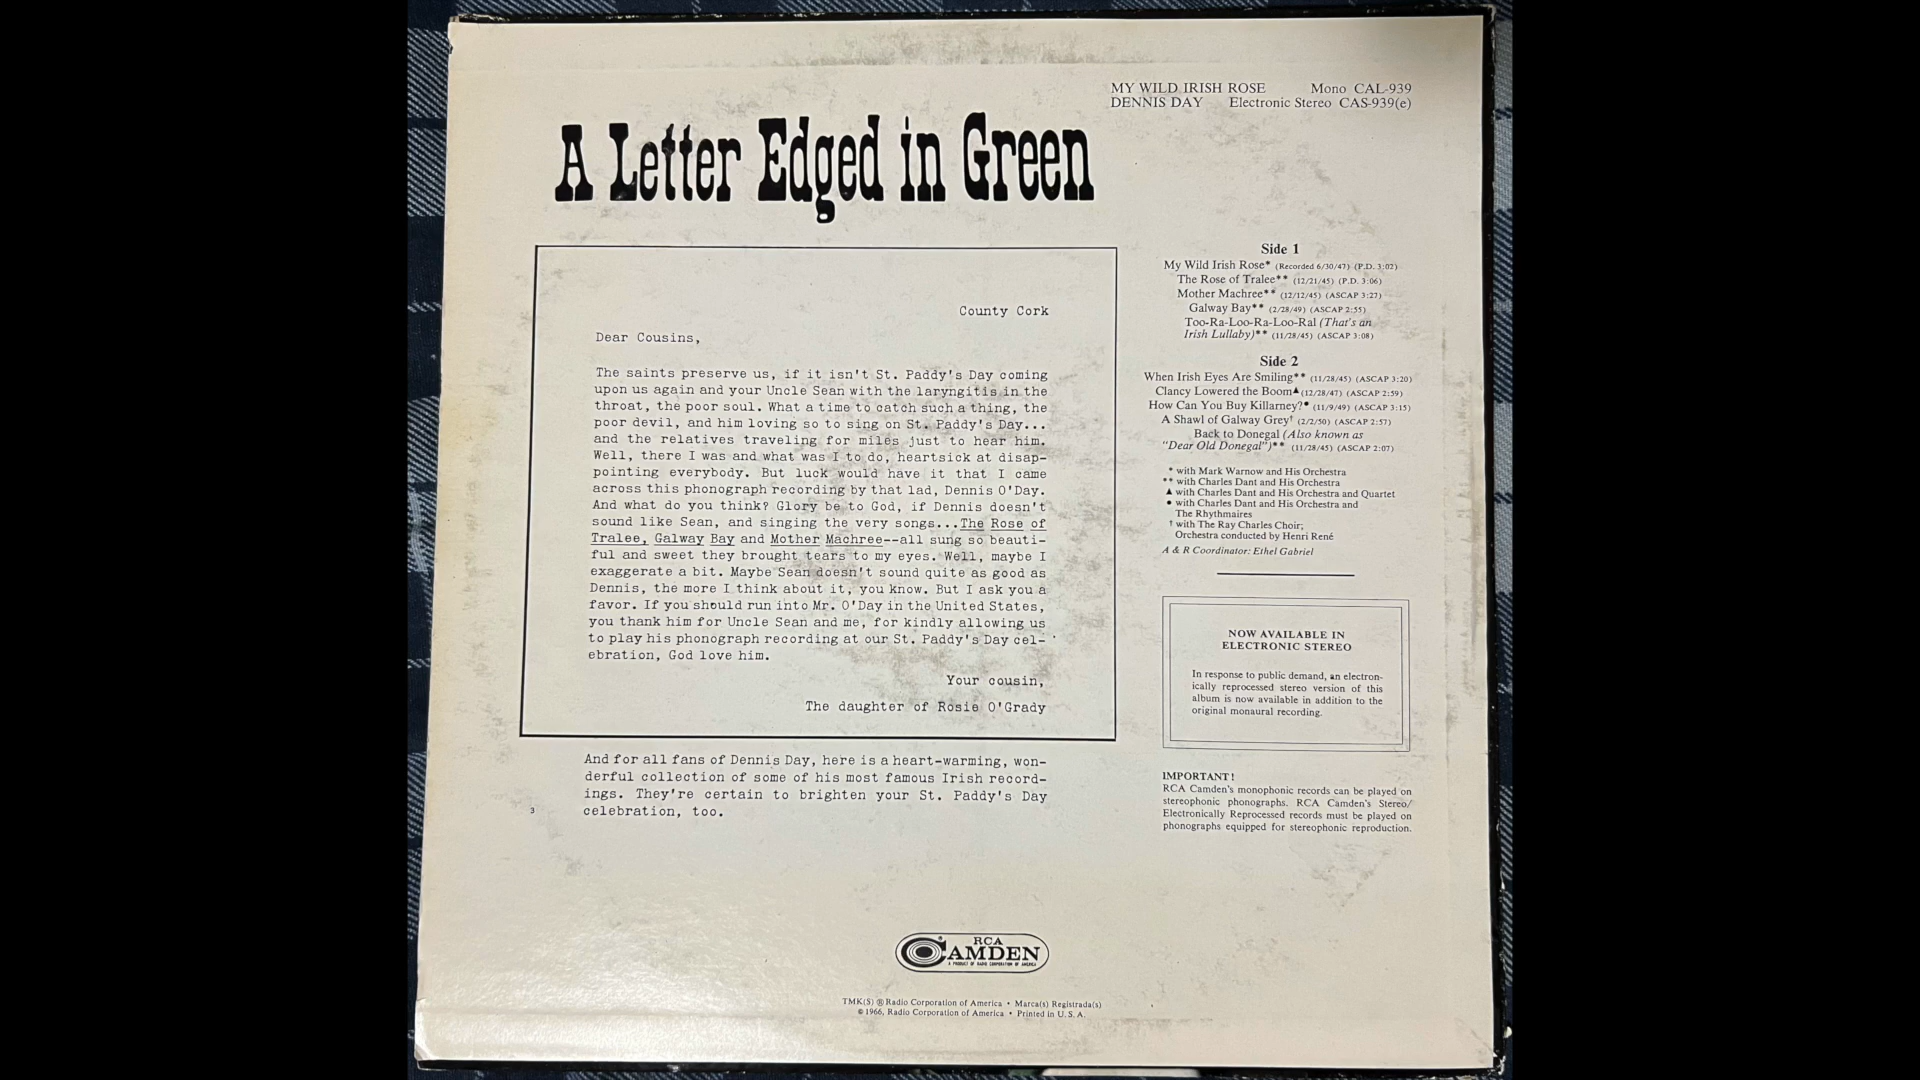 MY WILD IRISH ROSE Mono CAL-939
DENNIS DAY Electronic Stereo CAS-939(e)
A Letter Edged in Green
County Cork
Dear Cousins,
The saints preserve us, if it isn't St. Paddy's Day coming
upon us again and your Uncle Sean with the laryngitis in the
throat, the poor soul. What a time to catch such a thing, the
poor devil, and him loving so to sing on St. Paddy's Day...
and the relatives traveling for miles just to hear him.
Well, there I was and what was I to do, heartsick at disap-
pointing everybody. But luck would have it that I came
across this phonograph recording by that lad, Dennis O'Day.
And what do you think? Glory be to God, if Dennis doesn't
sound like Sean, and singing the very songs...The Rose of
Tralee, Galway Bay and Mother Machree--all sung so beauti-
ful and sweet they brought tears to my eyes. Well, maybe I
exaggerate a bit. Maybe Sean doesn't sound quite as good as
Dennis, the more I think about it, you know. But I ask you a
favor. If you should run into Mr. O'Day in the United States,
you thank him for Uncle Sean and me, for kindly allowing us
to play his phonograph recording at our St. Paddy's Day cel-
ebration, God love him.
Your cousin,
The daughter of Rosie O'Grady
And for all fans of Dennis Day, here is a heart-warming, won-
derful collection of some of his most famous Irish record-
ings. They're certain to brighten your St. Paddy's Day
celebration, too.
3
Side 1
My Wild Irish Rose* (Recorded 6/30/47) (P.D. 3:02)
The Rose of Tralee** (12/21/45) (P.D. 3:06)
Mother Machree** (12/12/45) (ASCAP 3:27)
Galway Bay** (2/28/49) (ASCAP 2:55)
Too-Ra-Loo-Ra-Loo-Ral (That's an
Irish Lullaby)** (11/28/45) (ASCAP 3:08)
Side 2
When Irish Eyes Are Smiling** (11/28/45) (ASCAP 3:20)
Clancy Lowered the Boom▲ (12/28/47) (ASCAP 2:59)
How Can You Buy Killarney?● (11/9/49) (ASCAP 3:15)
A Shawl of Galway Grey† (2/2/50) (ASCAP 2:57)
Back to Donegal (Also known as
"Dear Old Donegal")** (11/28/45) (ASCAP 2:07)
* with Mark Warnow and His Orchestra
** with Charles Dant and His Orchestra
▲ with Charles Dant and His Orchestra and Quartet
● with Charles Dant and His Orchestra and
The Rhythmaires
† with The Ray Charles Choir;
Orchestra conducted by Henri René
A & R Coordinator: Ethel Gabriel
NOW AVAILABLE IN
ELECTRONIC STEREO
In response to public demand, an electron-
ically reprocessed stereo version of this
album is now available in addition to the
original monaural recording.
IMPORTANT!
RCA Camden's monophonic records can be played on
stereophonic phonographs. RCA Camden's Stereo/
Electronically Reprocessed records must be played on
phonographs equipped for stereophonic reproduction.
RCA
CAMDEN
A PRODUCT OF RADIO CORPORATION OF AMERICA
TMK(S) ® Radio Corporation of America • Marca(s) Registrada(s)
© 1966, Radio Corporation of America • Printed in U. S. A.